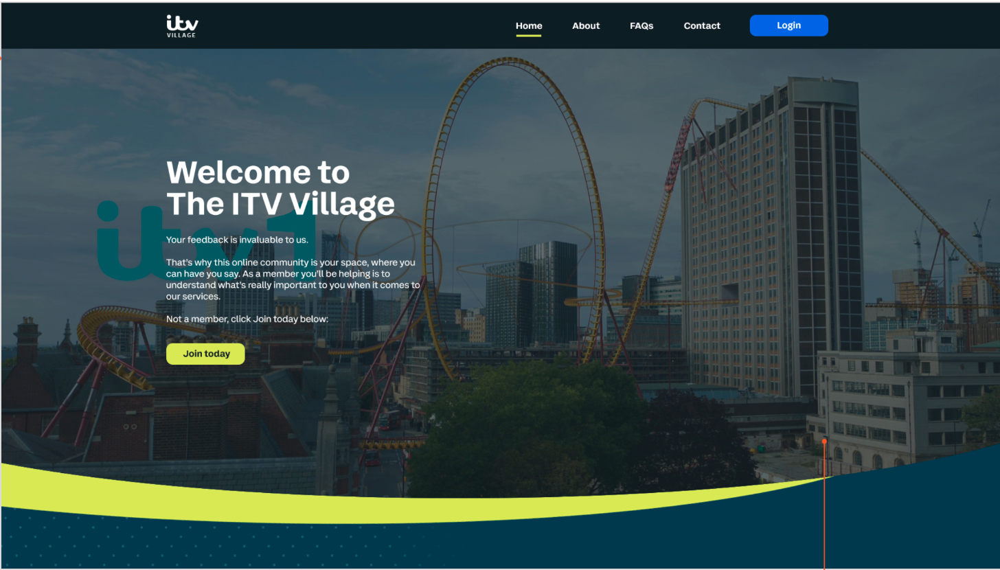 itv
VILLAGE
Home
About
FAQs
Contact
Login
Welcome to
The ITV Village
itv1
Your feedback is invaluable to us.
That's why this online community is your space, where you
can have you say. As a member you'll be helping is to
understand what's really important to you when it comes to
our services.
Not a member, click Join today below:
Join today